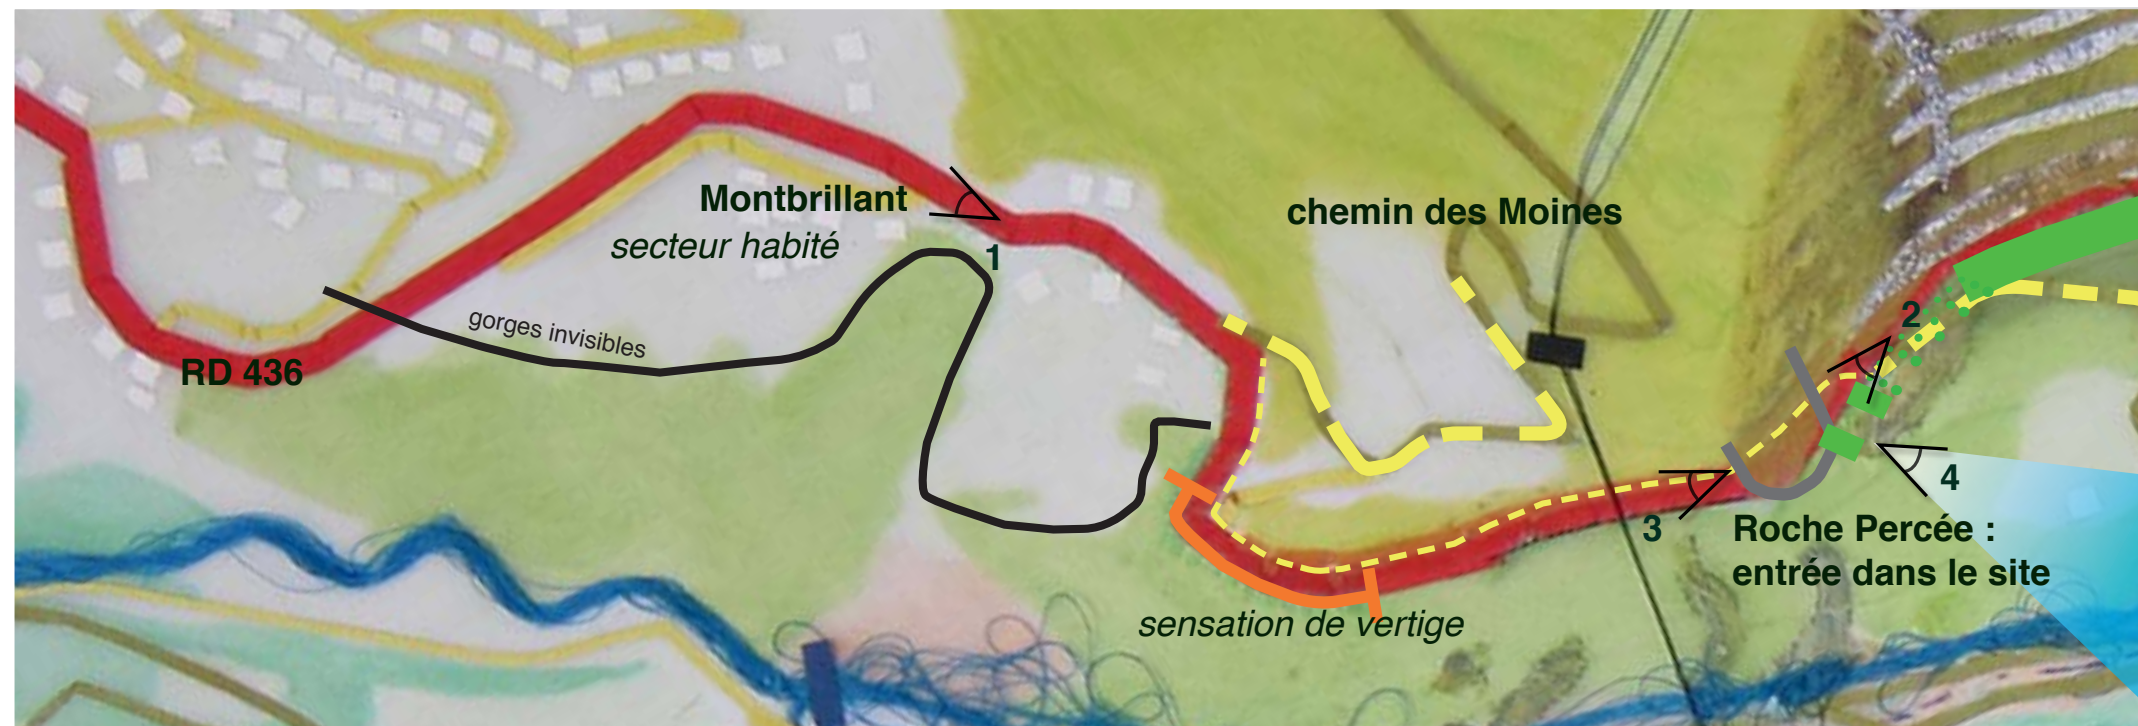 Montbrillant
secteur habité
1
chemin des Moines
gorges invisibles
RD 436
2
3
4
Roche Percée :
entrée dans le site
sensation de vertige